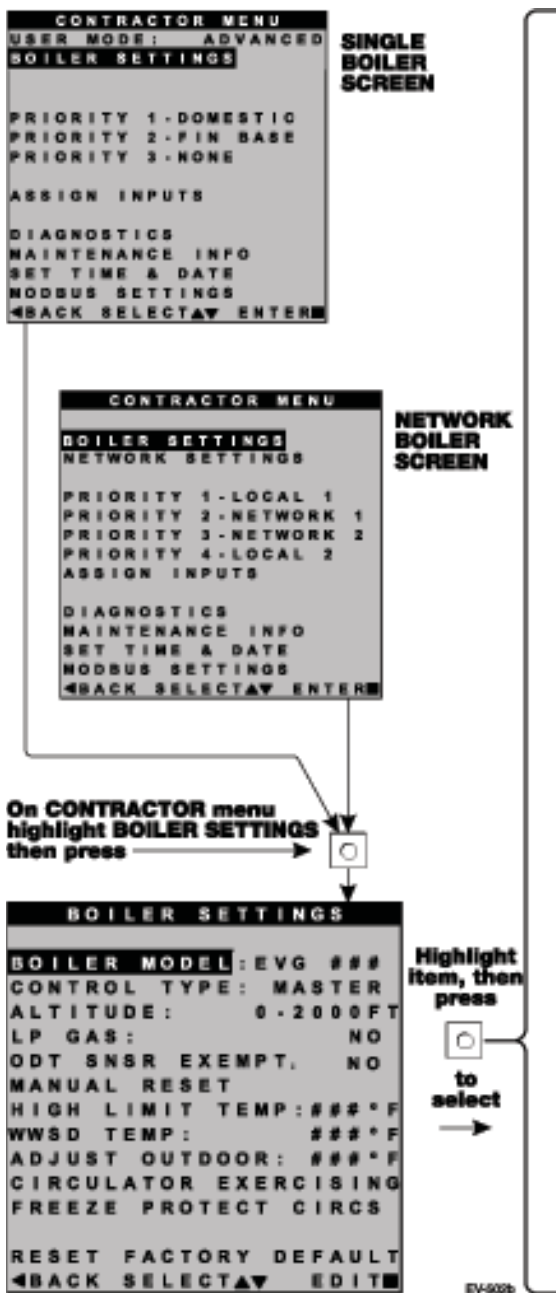 CONTRACTOR MENU
USER MODE: ADVANCED
BOILER SETTINGS
PRIORITY 1-DOMESTIC
PRIORITY 2-FIN BASE
PRIORITY 3-NONE
ASSIGN INPUTS
DIAGNOSTICS
MAINTENANCE INFO
SET TIME & DATE
MODBUS SETTINGS
◄BACK SELECT▲▼ ENTER■
SINGLE
BOILER
SCREEN
CONTRACTOR MENU
BOILER SETTINGS
NETWORK SETTINGS
PRIORITY 1-LOCAL 1
PRIORITY 2-NETWORK 1
PRIORITY 3-NETWORK 2
PRIORITY 4-LOCAL 2
ASSIGN INPUTS
DIAGNOSTICS
MAINTENANCE INFO
SET TIME & DATE
MODBUS SETTINGS
◄BACK SELECT▲▼ ENTER■
NETWORK
BOILER
SCREEN
On CONTRACTOR menu
highlight BOILER SETTINGS
then press
BOILER SETTINGS
BOILER MODEL:EVG ###
CONTROL TYPE: MASTER
ALTITUDE: 0-2000FT
LP GAS: NO
ODT SNSR EXEMPT. NO
MANUAL RESET
HIGH LIMIT TEMP:###°F
WWSD TEMP: ###°F
ADJUST OUTDOOR: ###°F
CIRCULATOR EXERCISING
FREEZE PROTECT CIRCS
RESET FACTORY DEFAULT
◄BACK SELECT▲▼ EDIT■
Highlight
item, then
press
to
select
EV-602b